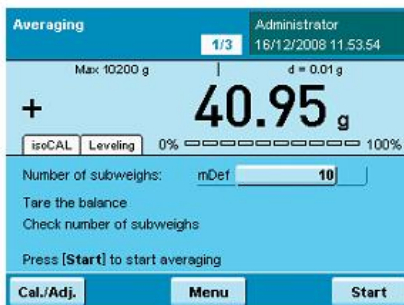 Averaging
Administrator
1/3
16/12/2008 11.53.54
Max 10200 g
d = 0.01 g
+ 40.95 g
isoCAL Leveling 0% 100%
Number of subweighs: mDef 10
Tare the balance
Check number of subweighs
Press [Start] to start averaging
Cal./Adj. Menu Start